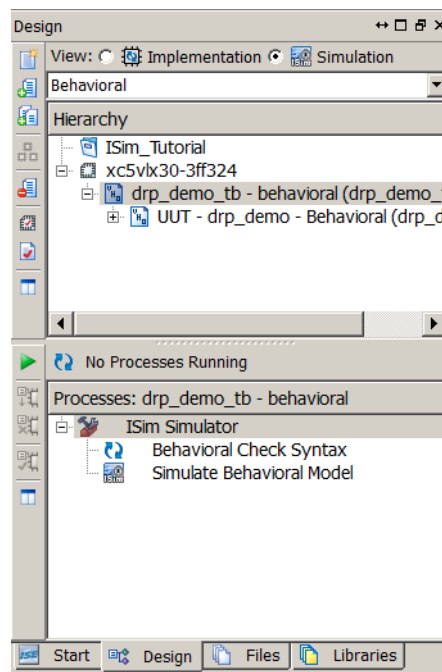 Design
View: Implementation Simulation
Behavioral
Hierarchy
ISim_Tutorial
xc5vlx30-3ff324
drp_demo_tb - behavioral (drp_demo_
UUT - drp_demo - Behavioral (drp_d
No Processes Running
Processes: drp_demo_tb - behavioral
ISim Simulator
Behavioral Check Syntax
Simulate Behavioral Model
Start Design Files Libraries